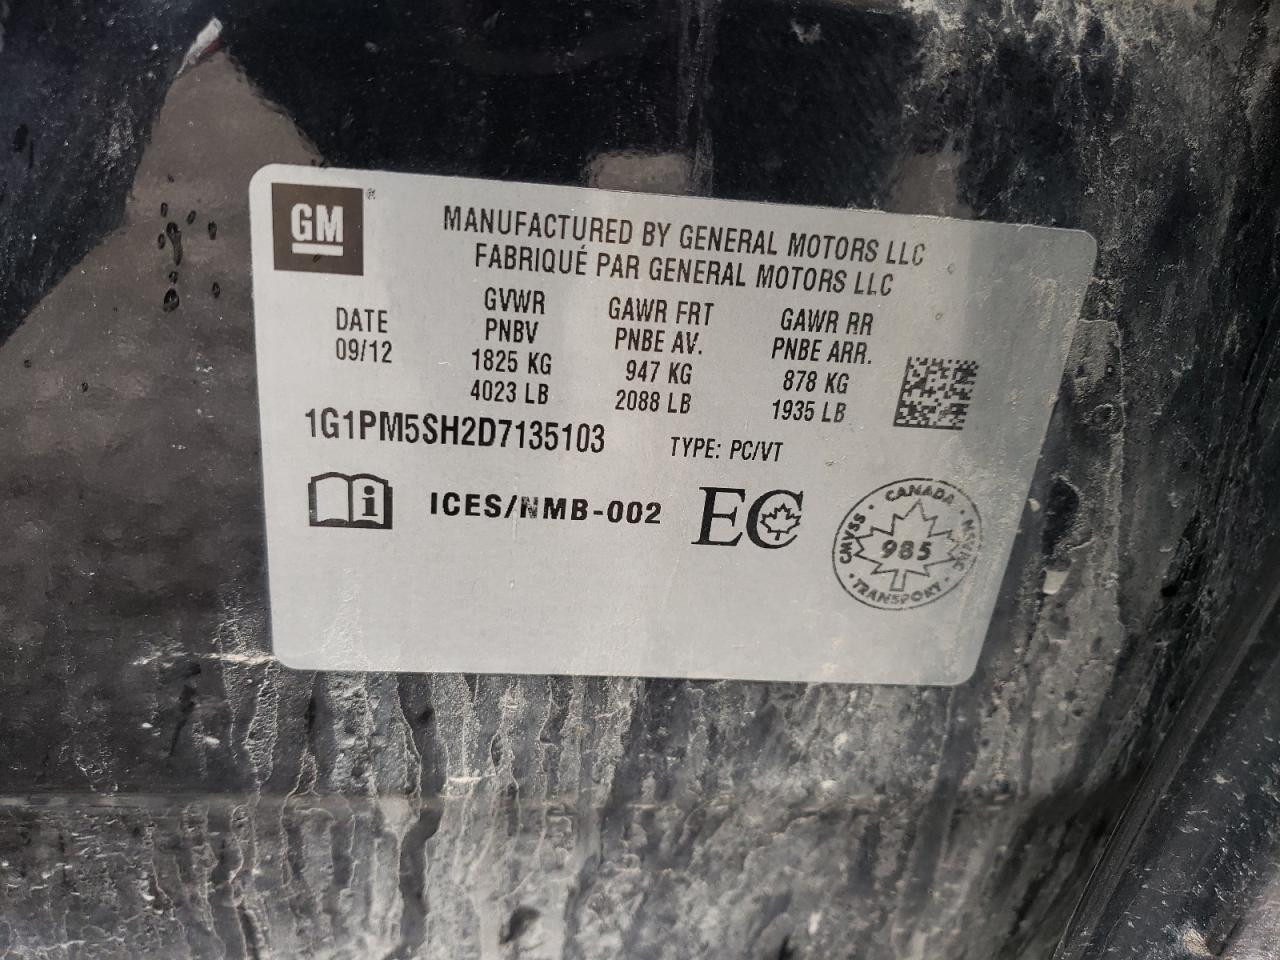 GM ®
MANUFACTURED BY GENERAL MOTORS LLC
FABRIQUÉ PAR GENERAL MOTORS LLC
DATE
09/12
GVWR
PNBV
1825 KG
4023 LB
GAWR FRT
PNBE AV.
947 KG
2088 LB
GAWR RR
PNBE ARR.
878 KG
1935 LB
1G1PM5SH2D7135103 TYPE: PC/VT
i ICES/NMB-002 EC
CANADA
CMVSS 985 NSVAC
TRANSPORT